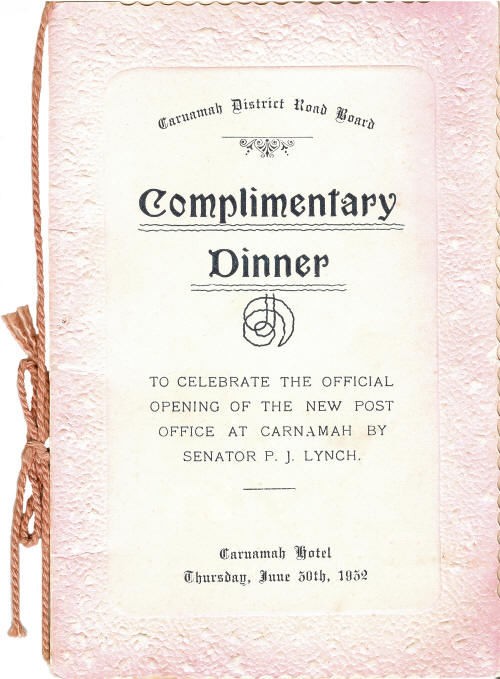 Carnamah District Road Board
Complimentary
Dinner
TO CELEBRATE THE OFFICIAL
OPENING OF THE NEW POST
OFFICE AT CARNAMAH BY
SENATOR P. J. LYNCH.
Carnamah Hotel
Thursday, June 30th, 1932